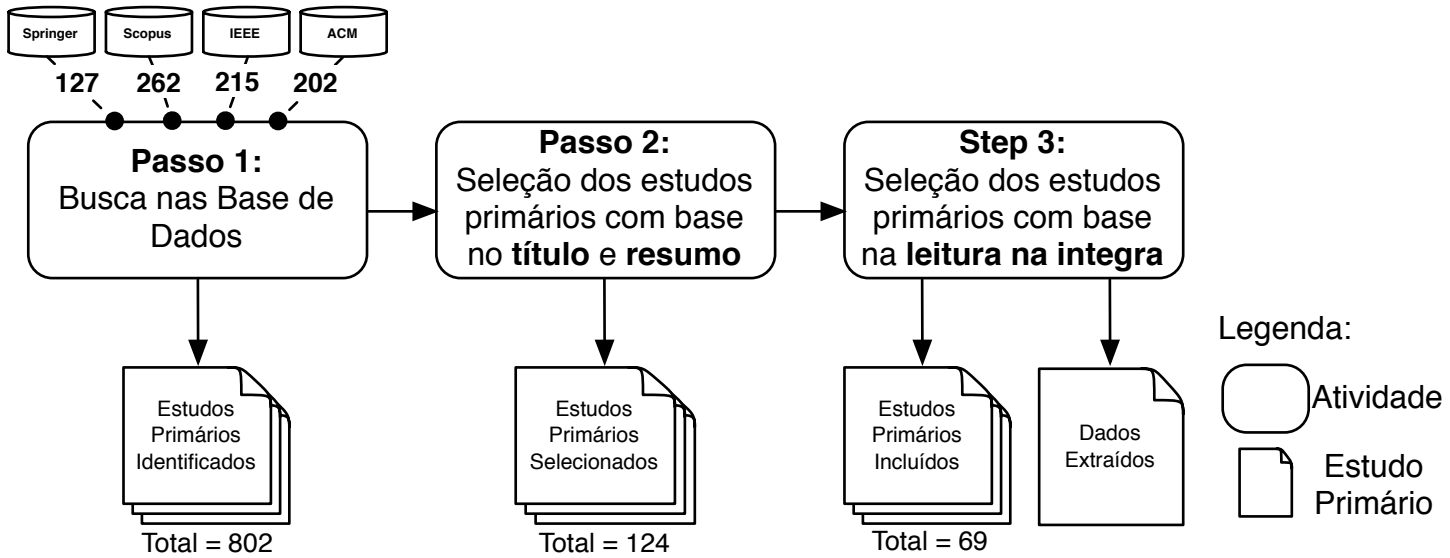 Springer
Scopus
IEEE
ACM
127
262
215
202
Passo 1:
Busca nas Base de
Dados
Passo 2:
Seleção dos estudos
primários com base
no título e resumo
Step 3:
Seleção dos estudos
primários com base
na leitura na integra
Estudos
Primários
Identificados
Total = 802
Estudos
Primários
Selecionados
Total = 124
Estudos
Primários
Incluídos
Total = 69
Dados
Extraídos
Legenda:
Atividade
Estudo
Primário